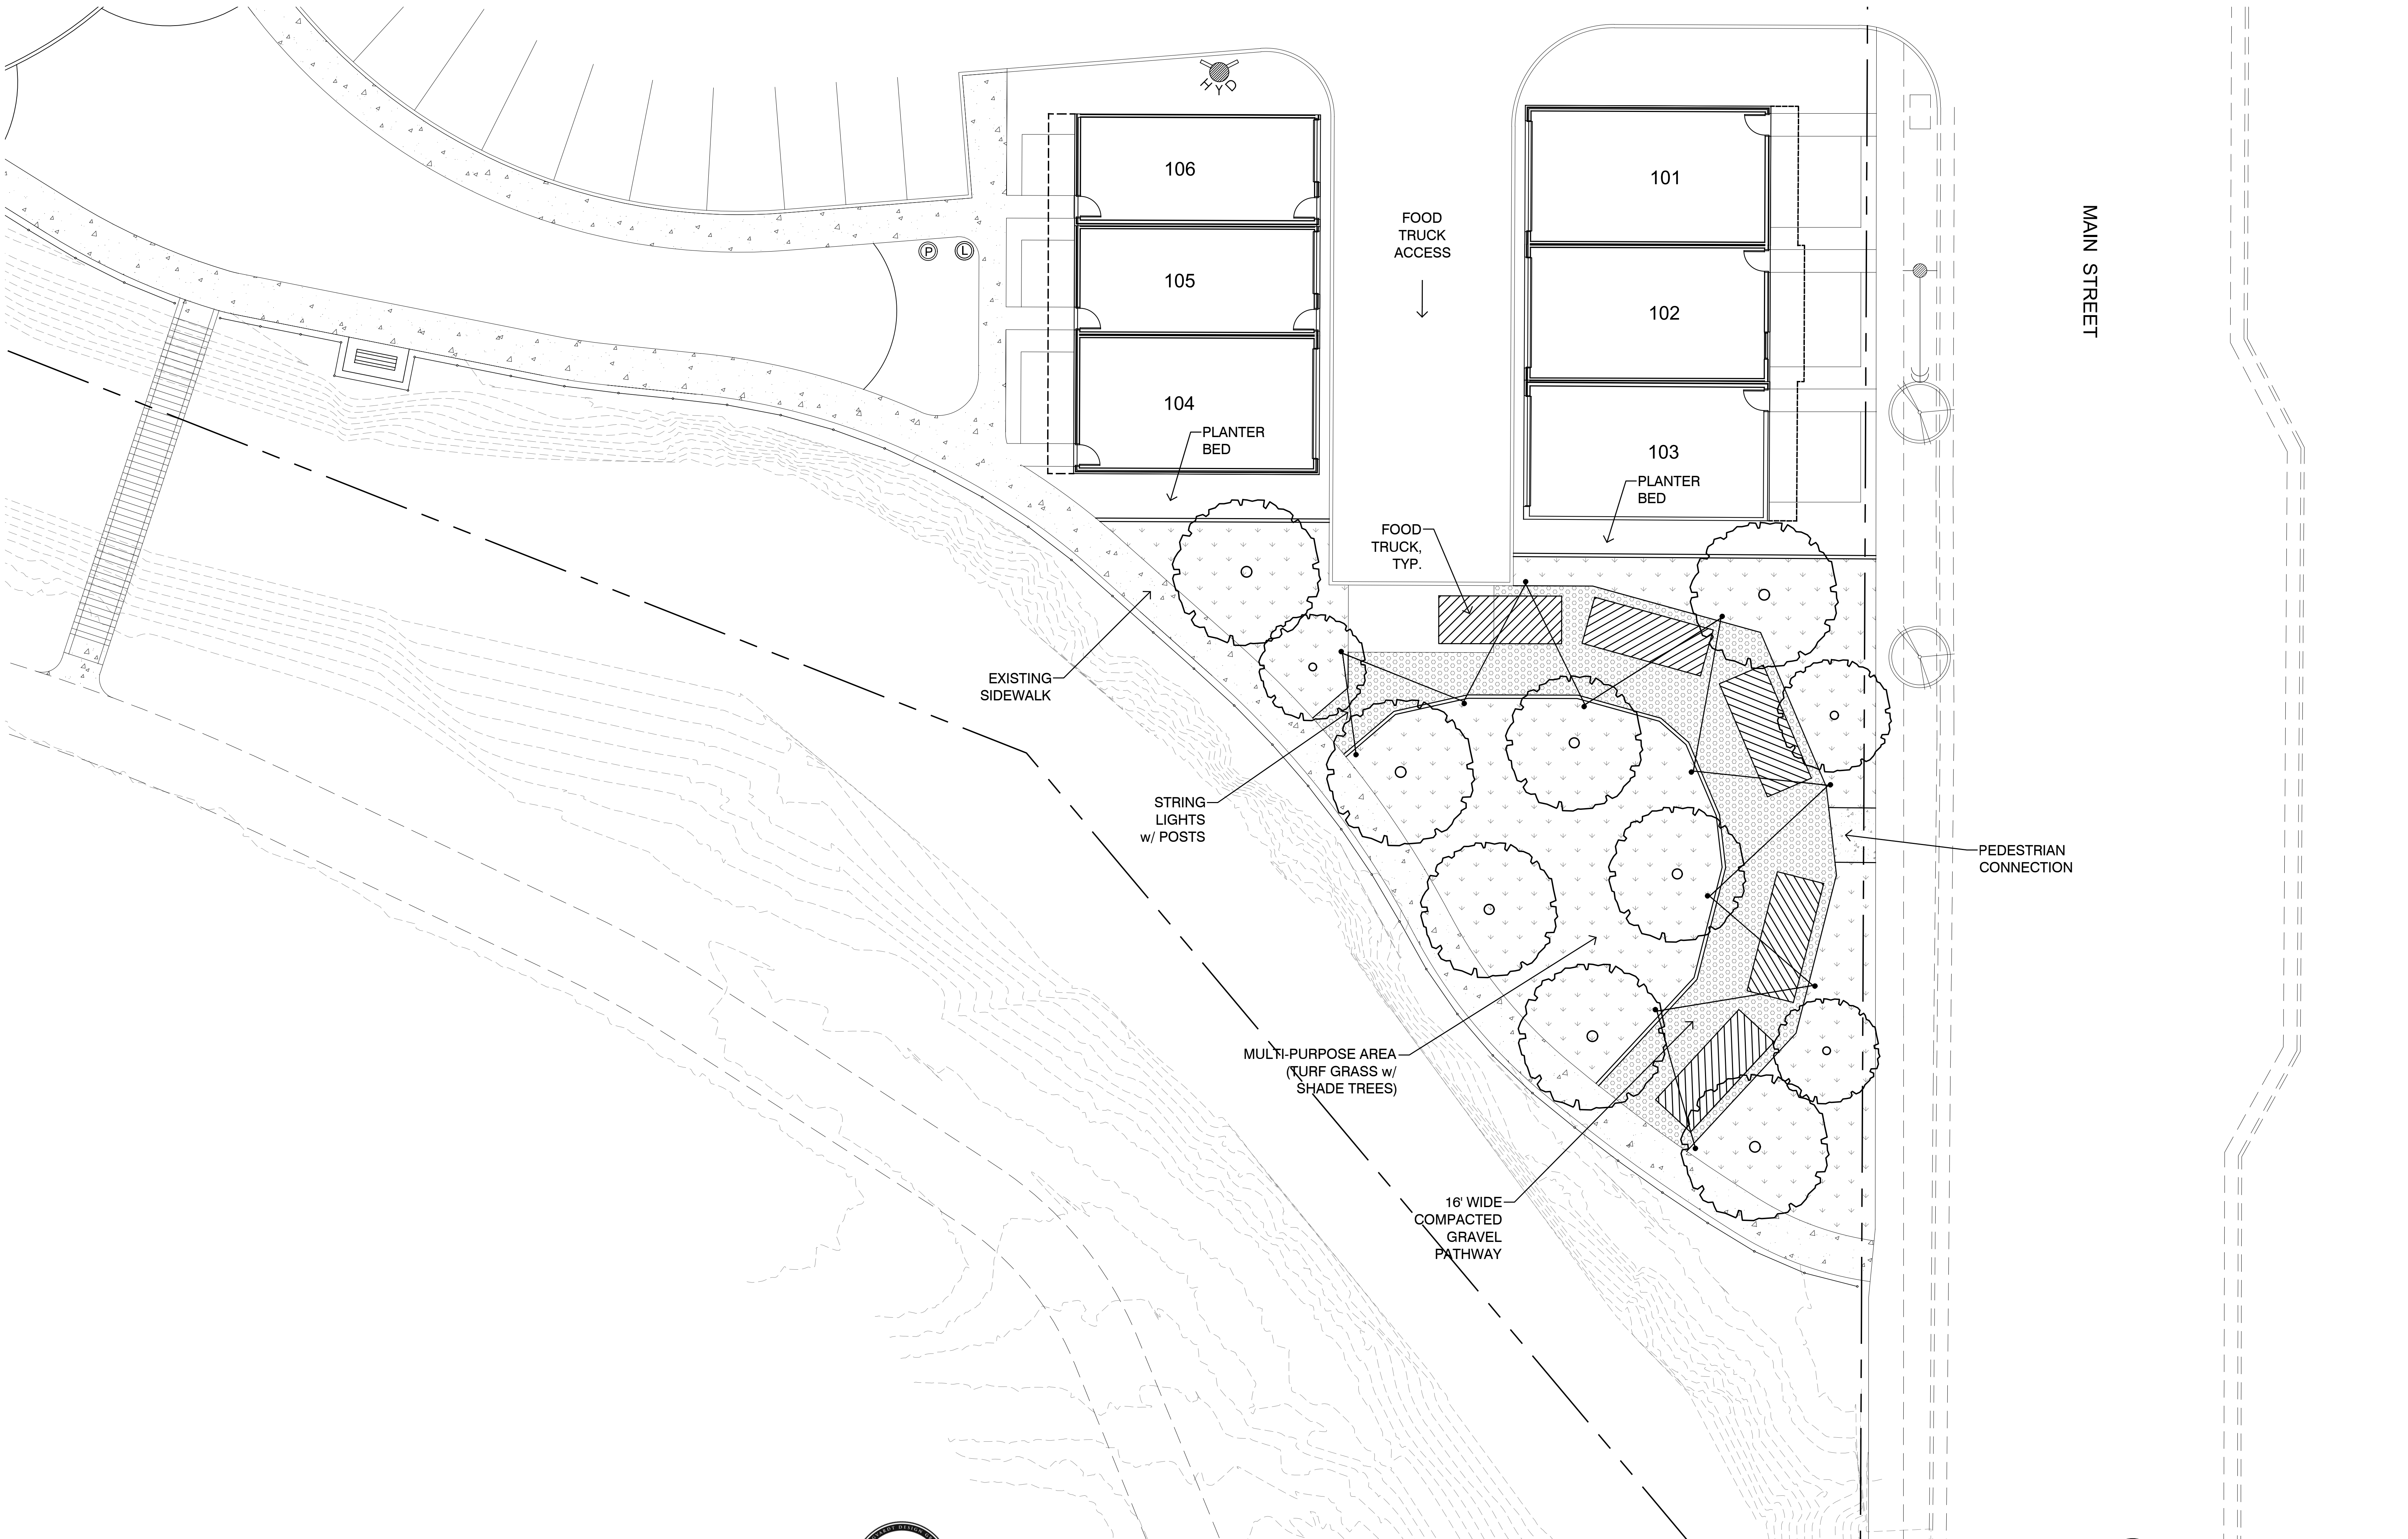 HYD
106
101
MAIN STREET
FOOD
TRUCK
ACCESS
P
L
105
102
104
PLANTER
BED
103
PLANTER
BED
FOOD
TRUCK,
TYP.
EXISTING
SIDEWALK
STRING
LIGHTS
w/ POSTS
PEDESTRIAN
CONNECTION
MULTI-PURPOSE AREA
(TURF GRASS w/
SHADE TREES)
16' WIDE
COMPACTED
GRAVEL
PATHWAY
DESIGN